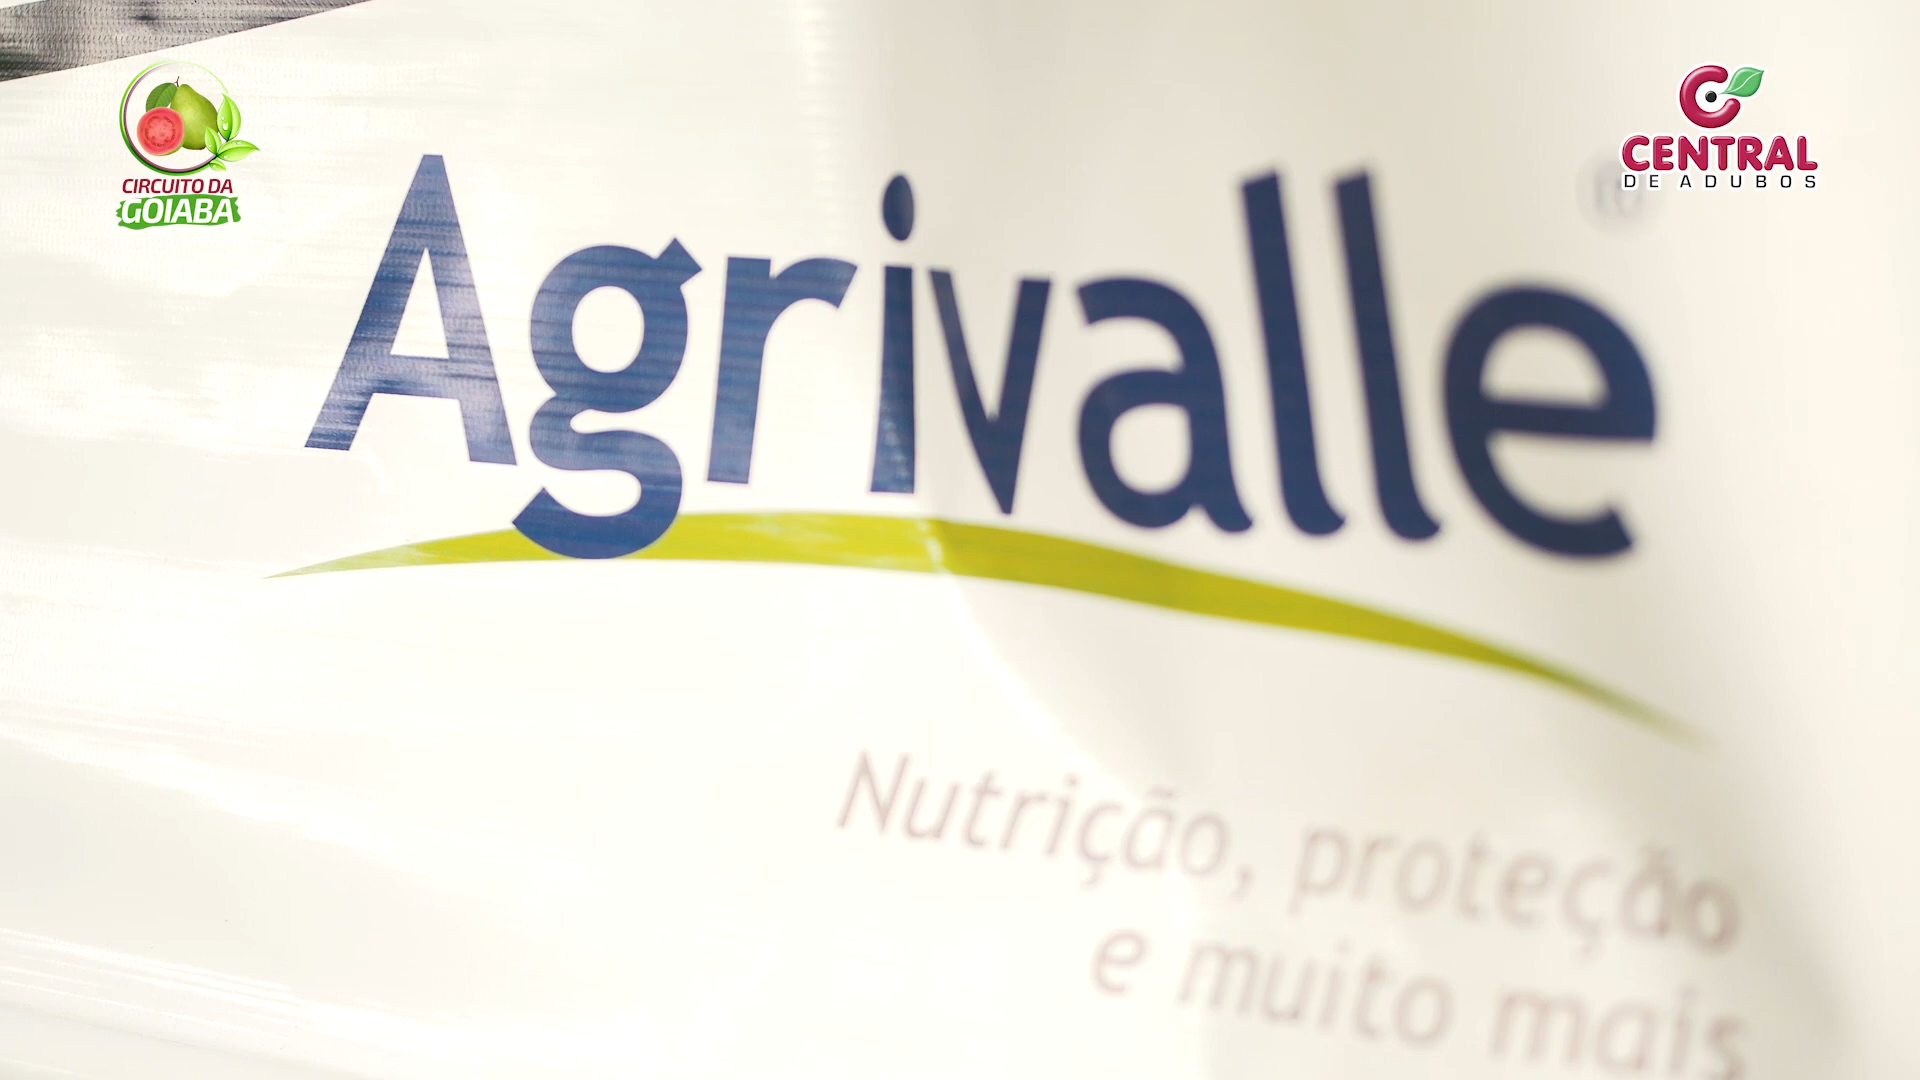 CIRCUITO DA
GOIABA
CENTRAL
DE ADUBOS
Agrivalle
Nutrição, proteção
e muito mais